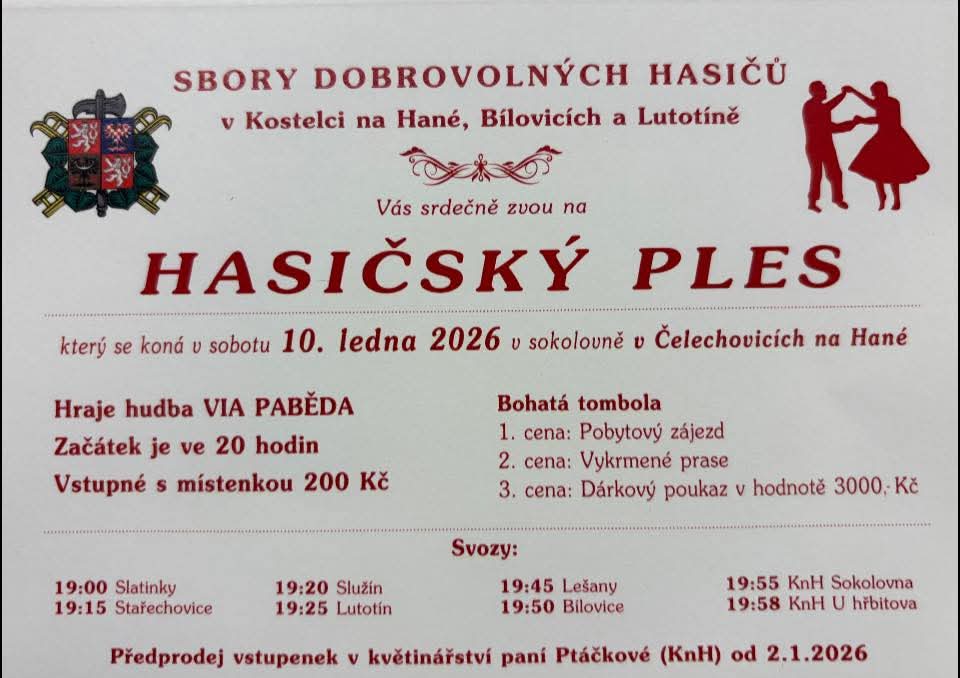 SBORY DOBROVOLNÝCH HASIČŮ
v Kostelci na Hané, Bílovicích a Lutotíně
Vás srdečně zvou na
HASIČSKÝ PLES
který se koná v sobotu 10. ledna 2026 v sokolovně v Čelechovicích na Hané
Hraje hudba VIA PABĚDA
Začátek je ve 20 hodin
Vstupné s místenkou 200 Kč
Bohatá tombola
1. cena: Pobytový zájezd
2. cena: Vykrmené prase
3. cena: Dárkový poukaz v hodnotě 3000,- Kč
Svozy:
19:00 Slatinky 19:20 Služín 19:45 Lešany 19:55 KnH Sokolovna
19:15 Stařechovice 19:25 Lutotín 19:50 Bílovice 19:58 KnH U hřbitova
Předprodej vstupenek v květinářství paní Ptáčkové (KnH) od 2.1.2026